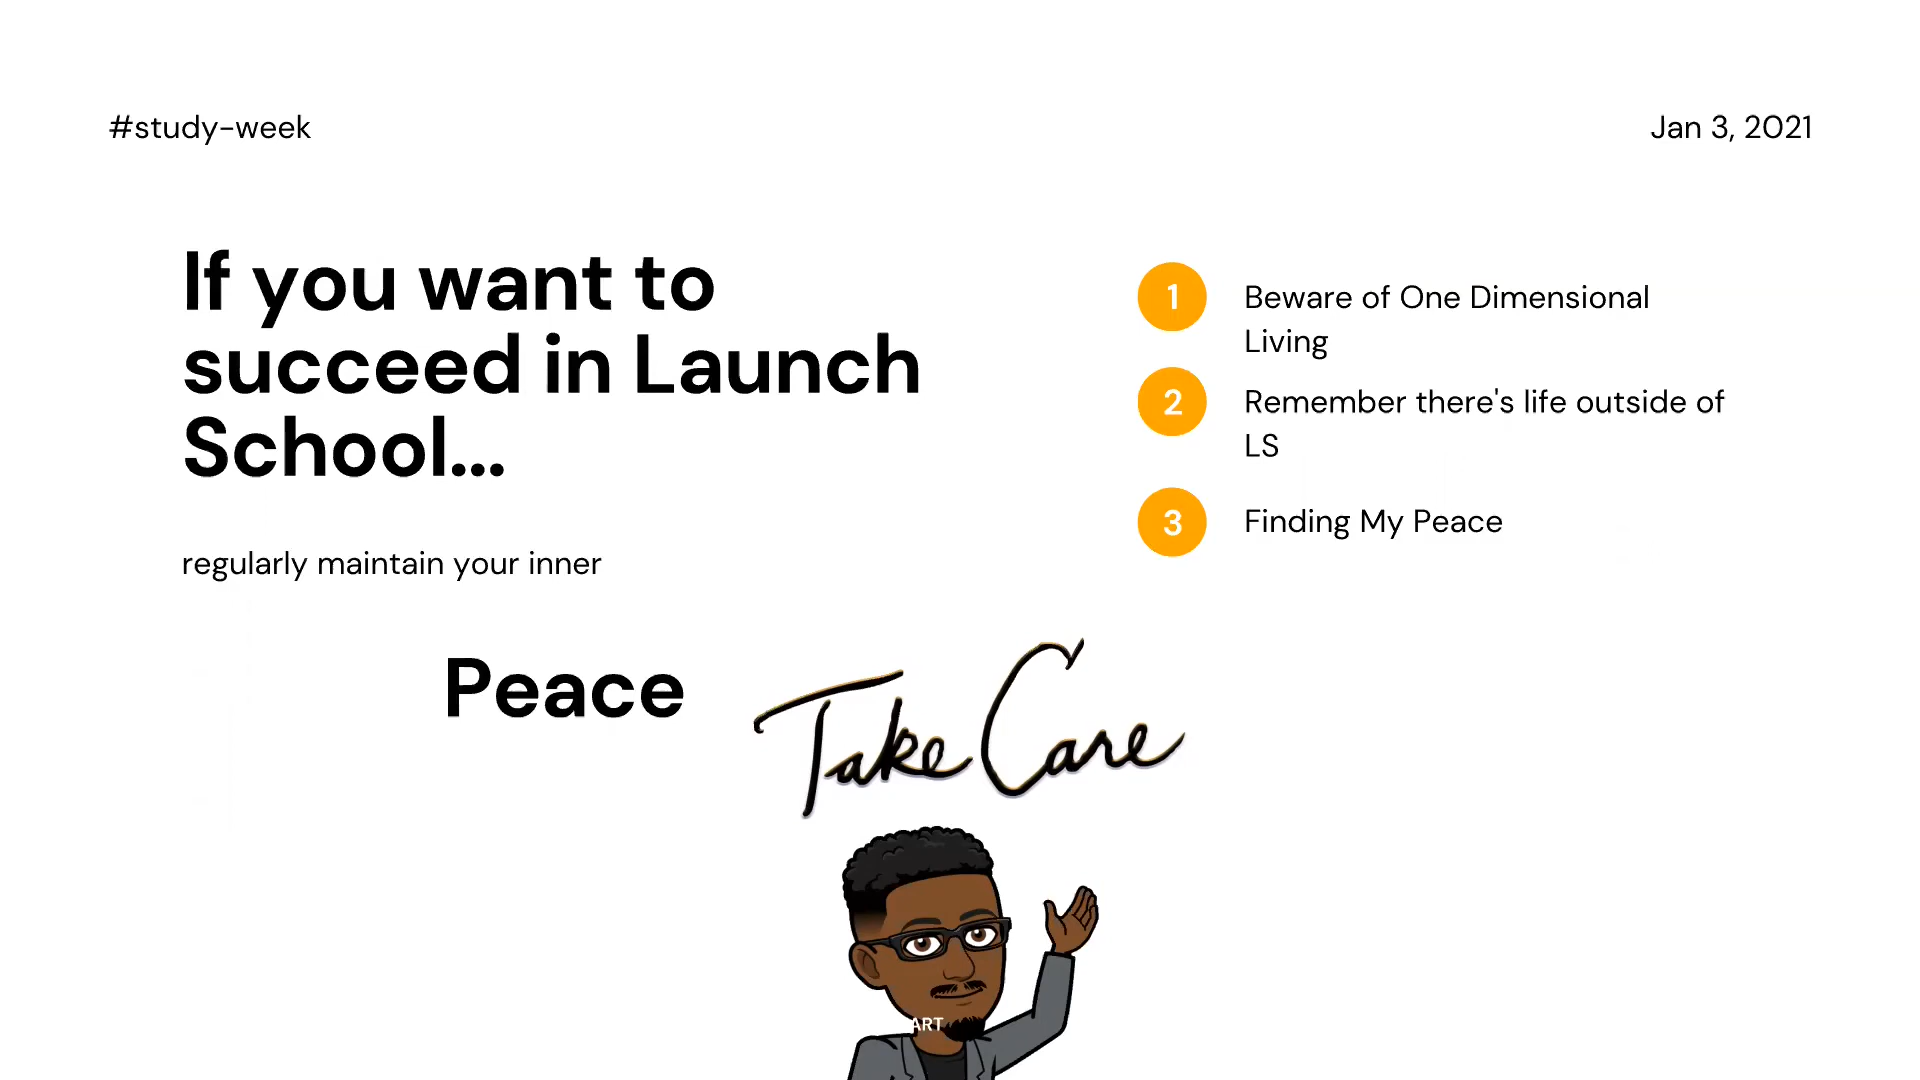 #study-week
Jan 3, 2021
If you want to
succeed in Launch
School...
regularly maintain your inner
Peace
1 Beware of One Dimensional
Living
2 Remember there's life outside of
LS
3 Finding My Peace
Take Care
ART